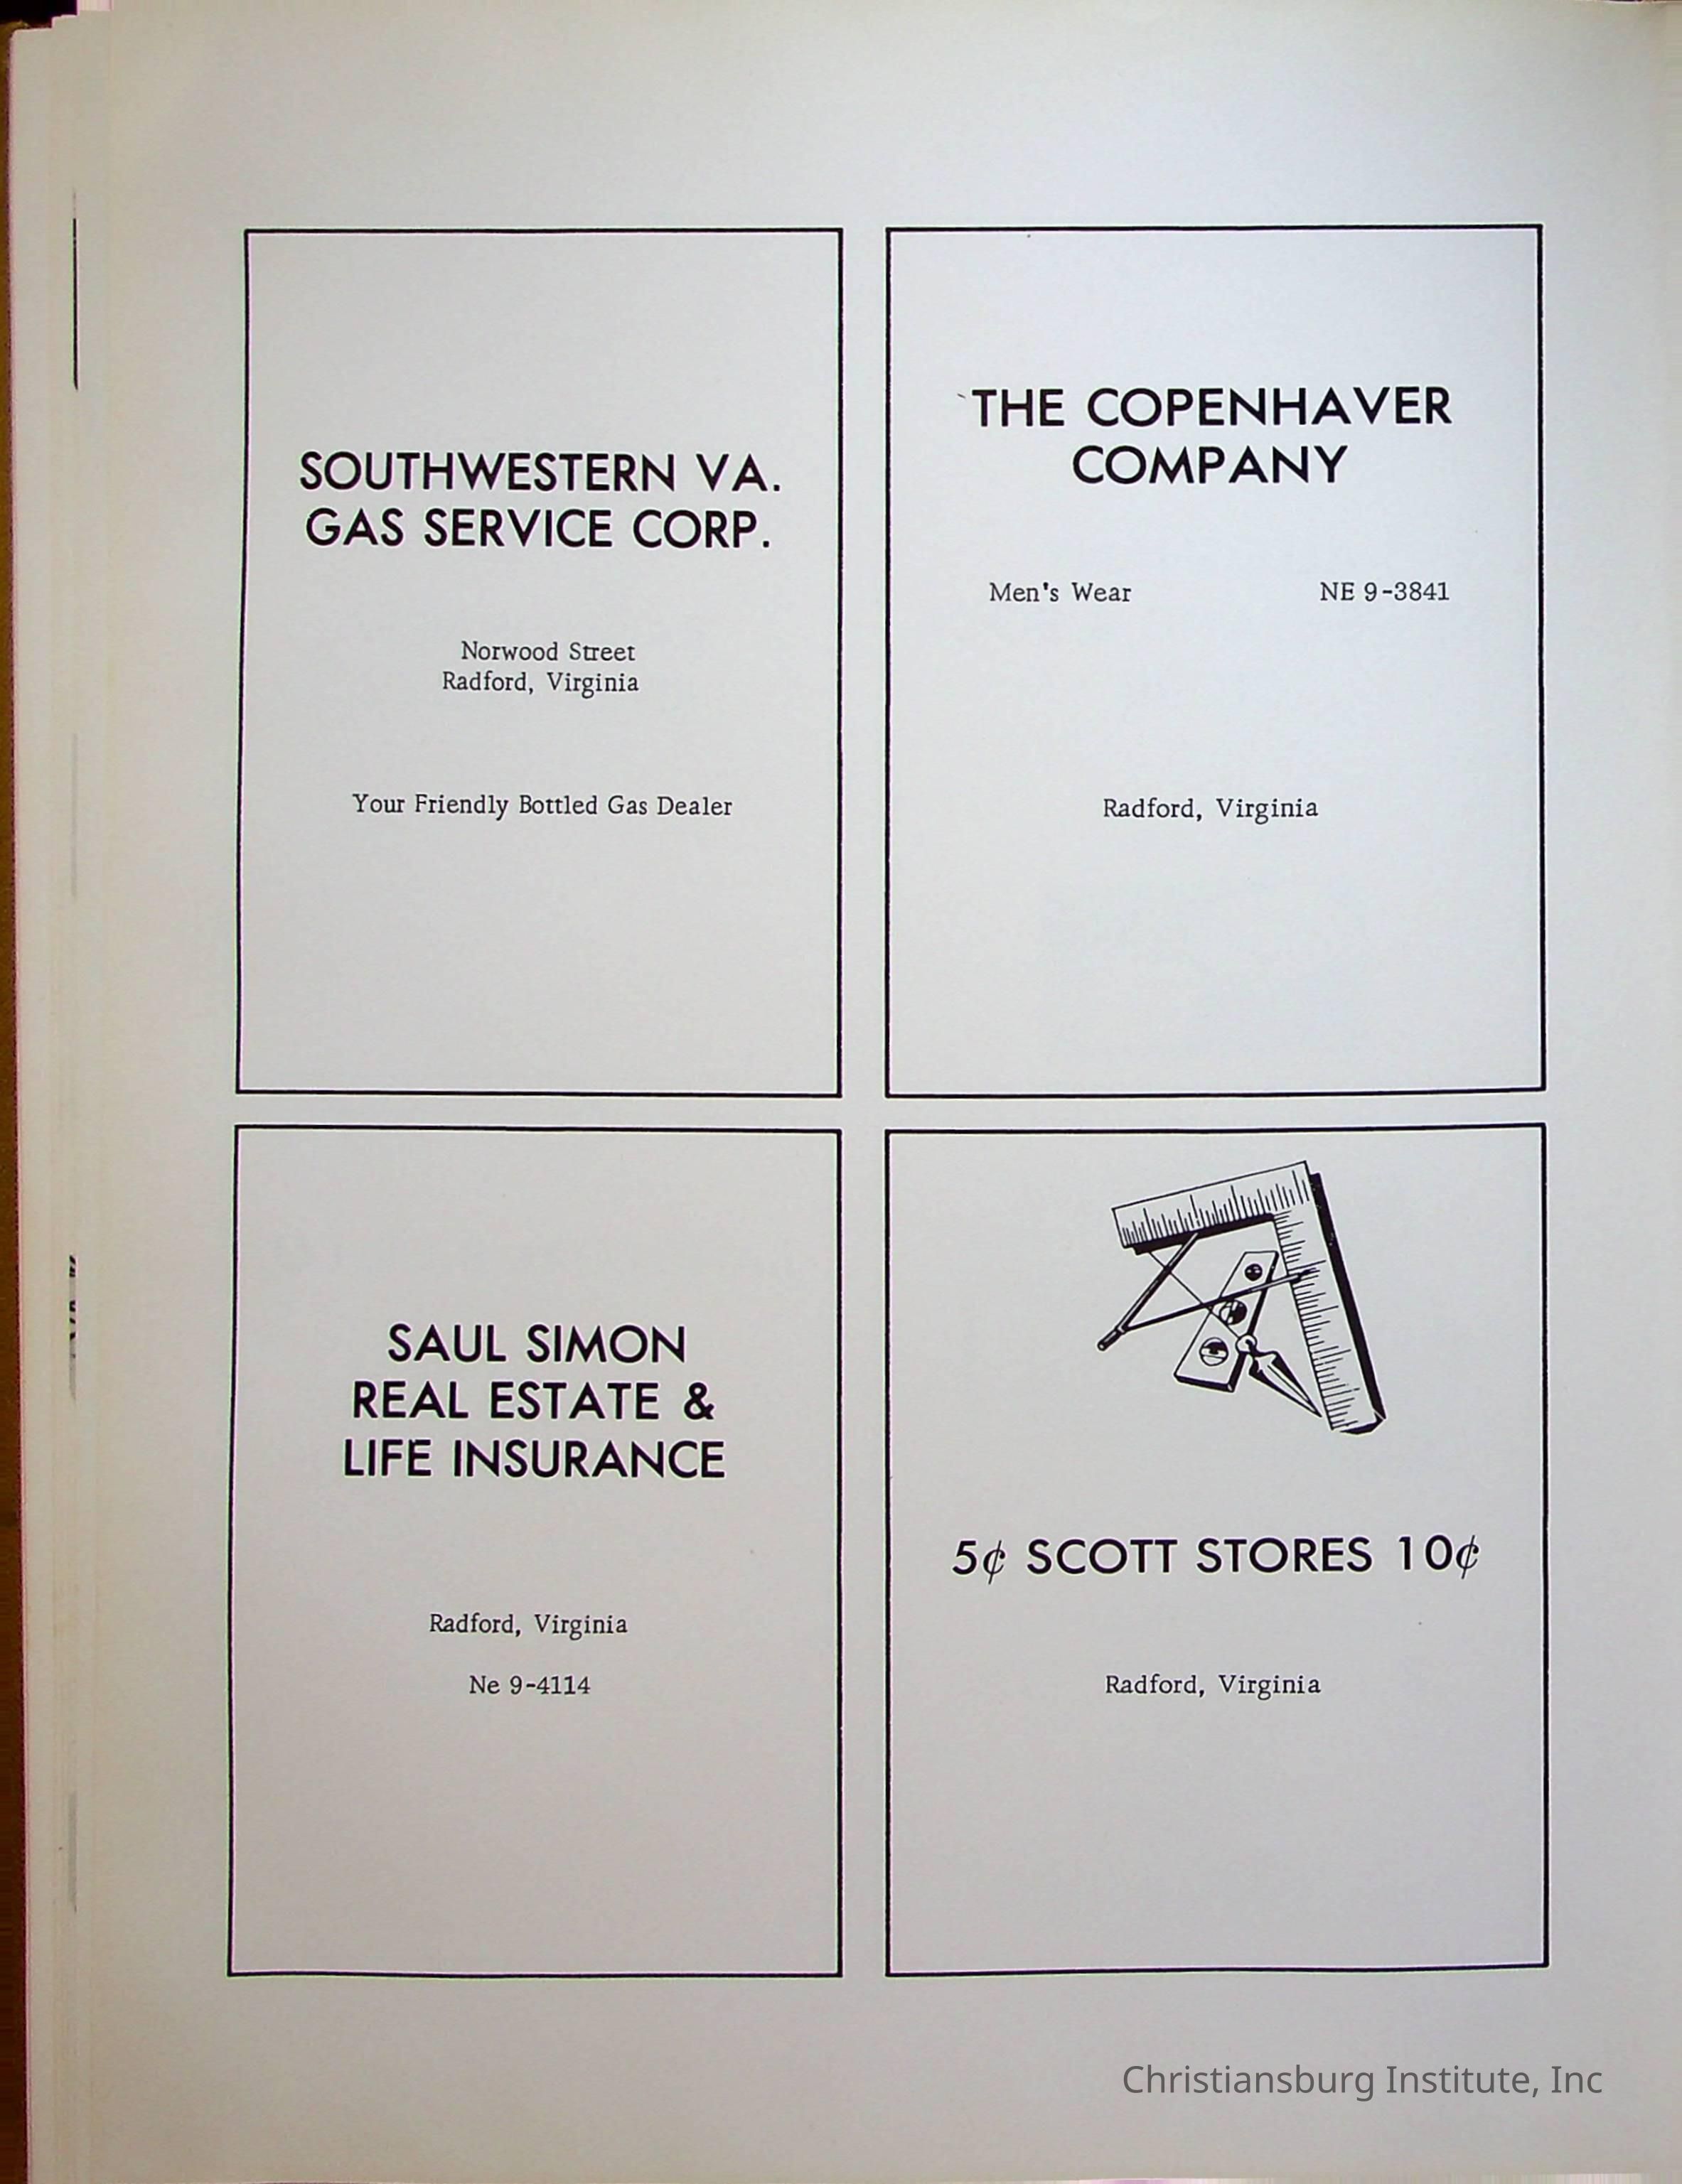 SOUTHWESTERN VA.
GAS SERVICE CORP.
Norwood Street
Radford, Virginia
Your Friendly Bottled Gas Dealer
THE COPENHAVER
COMPANY
Men's Wear NE 9-3841
Radford, Virginia
SAUL SIMON
REAL ESTATE &
LIFE INSURANCE
Radford, Virginia
Ne 9-4114
5¢ SCOTT STORES 10¢
Radford, Virginia
Christiansburg Institute, Inc